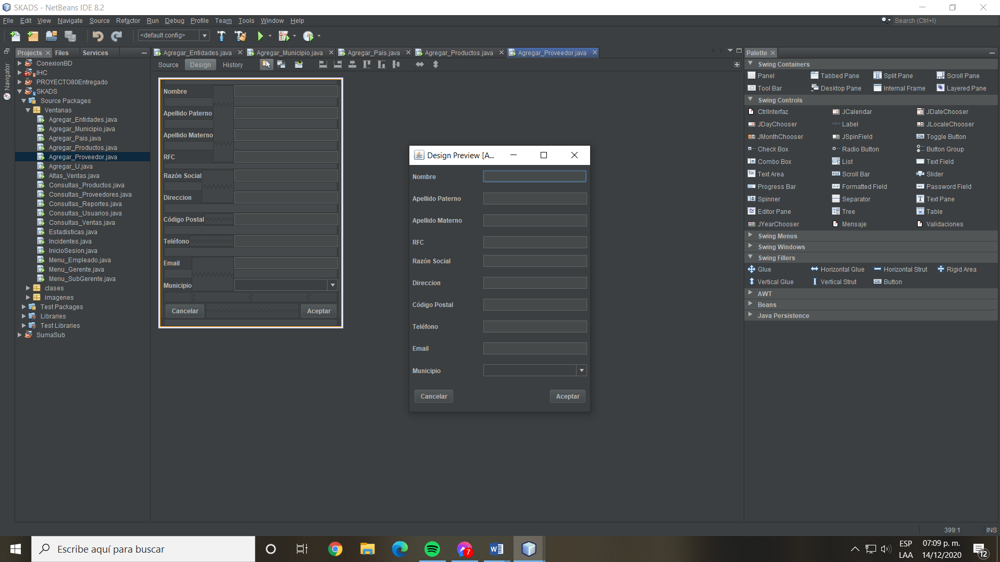 SKADS - NetBeans IDE 8.2
File Edit View Navigate Source Refactor Run Debug Profile Team Tools Window Help
Search (Ctrl+I)
<default config>
Projects Files Services
Navigator
ConexionBD
IHC
PROYECTO80Entregado
SKADS
Source Packages
Ventanas
Agregar_Entidades.java
Agregar_Municipio.java
Agregar_Pais.java
Agregar_Productos.java
Agregar_Proveedor.java
Agregar_U.java
Altas_Ventas.java
Consultas_Productos.java
Consultas_Proveedores.java
Consultas_Reportes.java
Consultas_Usuarios.java
Consultas_Ventas.java
Estadisticas.java
Incidentes.java
InicioSesion.java
Menu_Empleado.java
Menu_Gerente.java
Menu_SubGerente.java
clases
imagenes
Test Packages
Libraries
Test Libraries
SumaSub
Agregar_Entidades.java Agregar_Municipio.java Agregar_Pais.java Agregar_Productos.java Agregar_Proveedor.java
Source Design History
Nombre
Apellido Paterno
Apellido Materno
RFC
Razón Social
Direccion
Código Postal
Teléfono
Email
Municipio
Cancelar Aceptar
Design Preview [A...
Nombre
Apellido Paterno
Apellido Materno
RFC
Razón Social
Direccion
Código Postal
Teléfono
Email
Municipio
Cancelar Aceptar
Palette
Swing Containers
Panel Tabbed Pane Split Pane Scroll Pane
Tool Bar Desktop Pane Internal Frame Layered Pane
Swing Controls
CtrlInterfaz JCalendar JDateChooser
JDayChooser Label JLocaleChooser
JMonthChooser JSpinField Toggle Button
Check Box Radio Button Button Group
Combo Box List Text Field
Text Area Scroll Bar Slider
Progress Bar Formatted Field Password Field
Spinner Separator Text Pane
Editor Pane Tree Table
JYearChooser Mensaje Validaciones
Swing Menus
Swing Windows
Swing Fillers
Glue Horizontal Glue Horizontal Strut Rigid Area
Vertical Glue Vertical Strut Button
AWT
Beans
Java Persistence
399:1 INS
Escribe aquí para buscar
7
ESP
LAA
07:09 p. m.
14/12/2020
12